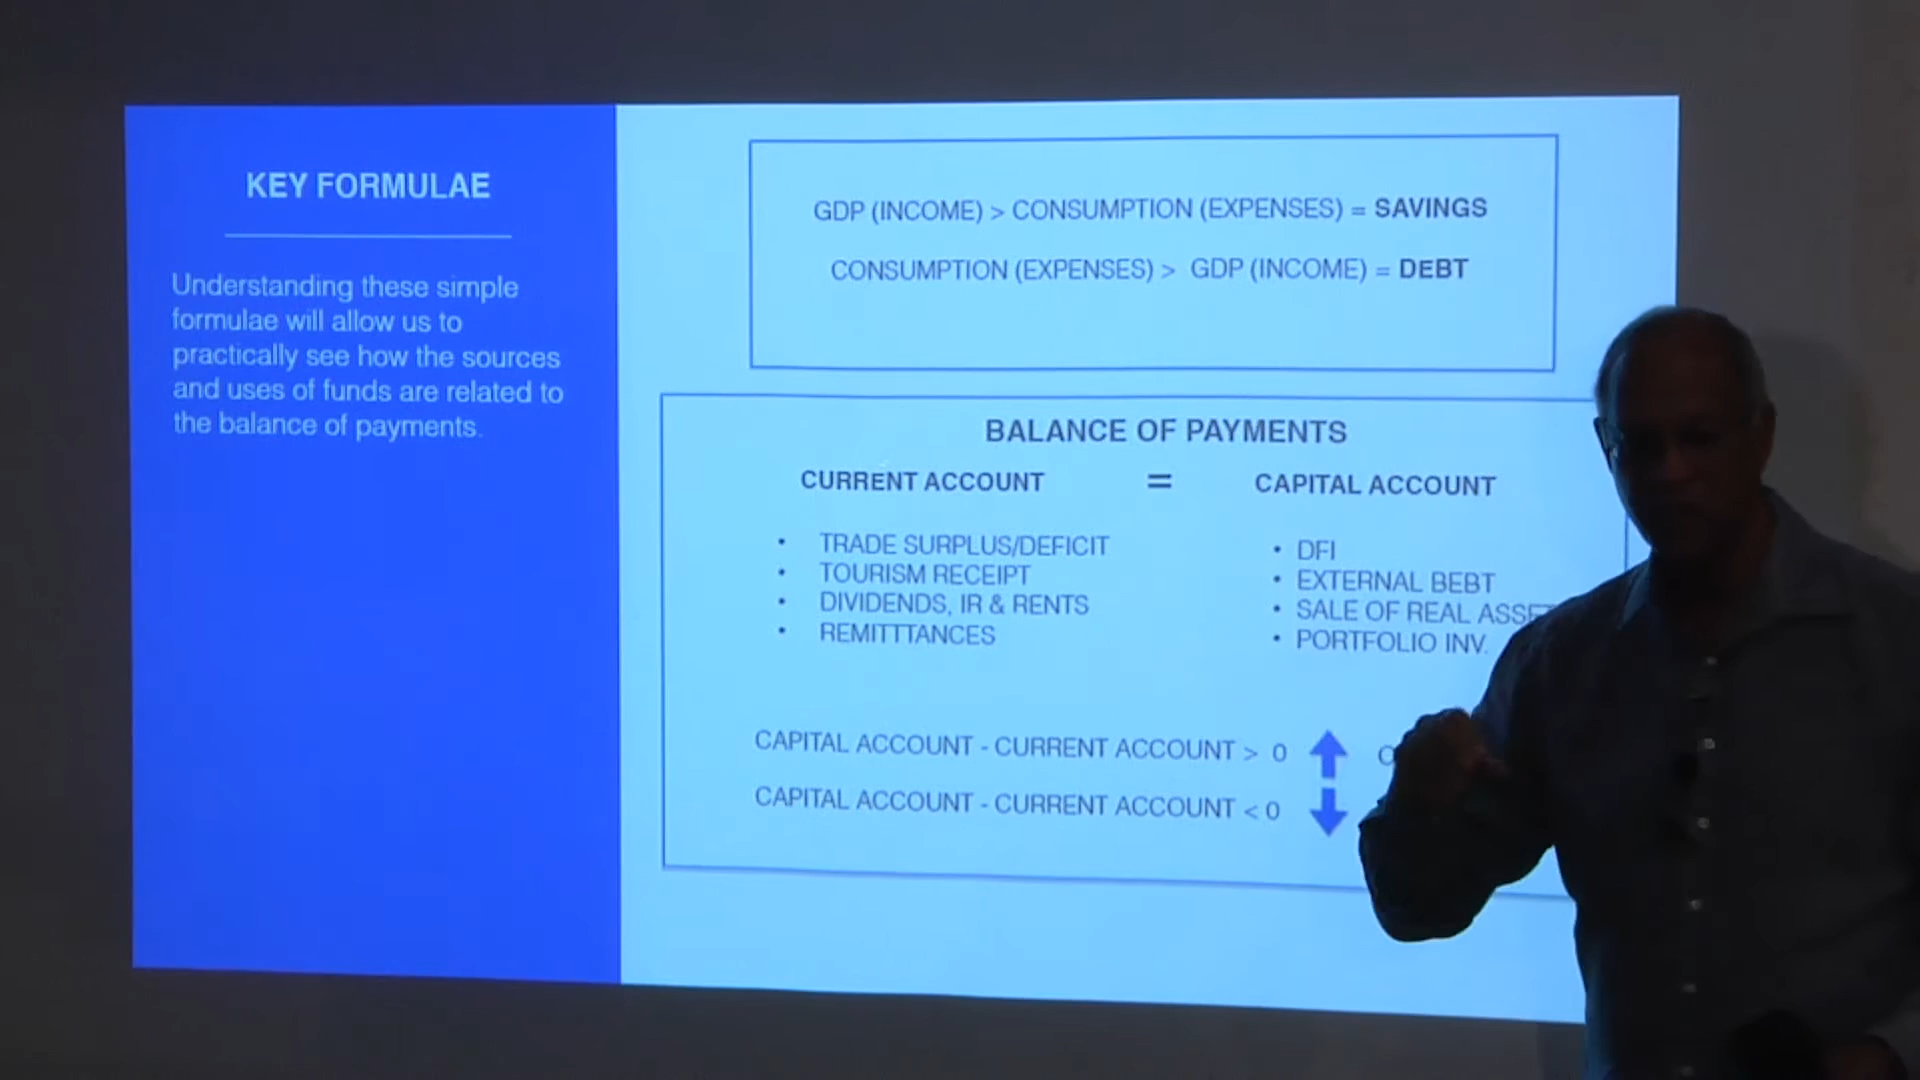 KEY FORMULAE
Understanding these simple
formulae will allow us to
practically see how the sources
and uses of funds are related to
the balance of payments.
GDP (INCOME) > CONSUMPTION (EXPENSES) = SAVINGS
CONSUMPTION (EXPENSES) > GDP (INCOME) = DEBT
BALANCE OF PAYMENTS
CURRENT ACCOUNT = CAPITAL ACCOUNT
• TRADE SURPLUS/DEFICIT
• TOURISM RECEIPT
• DIVIDENDS, IR & RENTS
• REMITTTANCES
• DFI
• EXTERNAL BEBT
• SALE OF REAL
• PORTFOLIO INV.
CAPITAL ACCOUNT - CURRENT ACCOUNT > 0
CAPITAL ACCOUNT - CURRENT ACCOUNT < 0